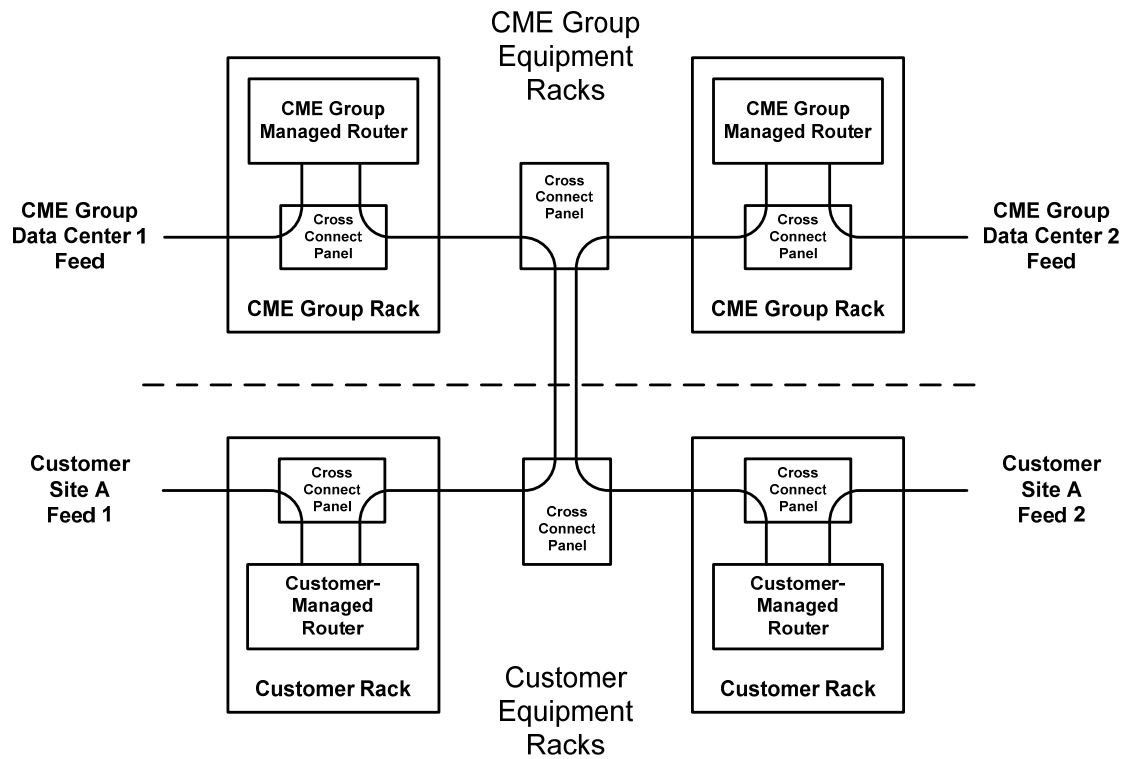 CME Group
Equipment
Racks
CME Group
Managed Router
Cross
Connect
Panel
CME Group Rack
CME Group
Data Center 1
Feed
Cross
Connect
Panel
CME Group
Managed Router
Cross
Connect
Panel
CME Group Rack
CME Group
Data Center 2
Feed
Customer
Site A
Feed 1
Cross
Connect
Panel
Customer-
Managed
Router
Customer Rack
Cross
Connect
Panel
Customer
Equipment
Racks
Cross
Connect
Panel
Customer-
Managed
Router
Customer Rack
Customer
Site A
Feed 2